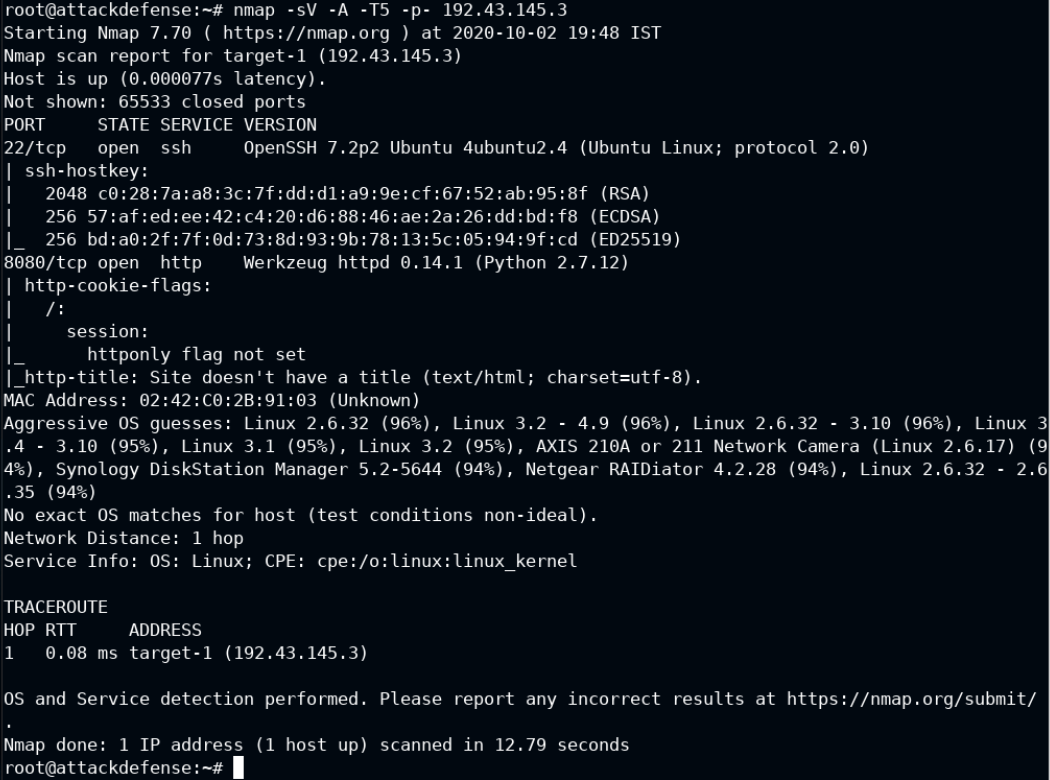 root@attackdefense:~# nmap -sV -A -T5 -p- 192.43.145.3
Starting Nmap 7.70 ( https://nmap.org ) at 2020-10-02 19:48 IST
Nmap scan report for target-1 (192.43.145.3)
Host is up (0.000077s latency).
Not shown: 65533 closed ports
PORT     STATE SERVICE VERSION
22/tcp   open  ssh     OpenSSH 7.2p2 Ubuntu 4ubuntu2.4 (Ubuntu Linux; protocol 2.0)
| ssh-hostkey:
|   2048 c0:28:7a:a8:3c:7f:dd:d1:a9:9e:cf:67:52:ab:95:8f (RSA)
|   256 57:af:ed:ee:42:c4:20:d6:88:46:ae:2a:26:dd:bd:f8 (ECDSA)
|_  256 bd:a0:2f:7f:0d:73:8d:93:9b:78:13:5c:05:94:9f:cd (ED25519)
8080/tcp open  http    Werkzeug httpd 0.14.1 (Python 2.7.12)
| http-cookie-flags:
|   /:
|     session:
|_      httponly flag not set
|_http-title: Site doesn't have a title (text/html; charset=utf-8).
MAC Address: 02:42:C0:2B:91:03 (Unknown)
Aggressive OS guesses: Linux 2.6.32 (96%), Linux 3.2 - 4.9 (96%), Linux 2.6.32 - 3.10 (96%), Linux 3
.4 - 3.10 (95%), Linux 3.1 (95%), Linux 3.2 (95%), AXIS 210A or 211 Network Camera (Linux 2.6.17) (9
4%), Synology DiskStation Manager 5.2-5644 (94%), Netgear RAIDiator 4.2.28 (94%), Linux 2.6.32 - 2.6
.35 (94%)
No exact OS matches for host (test conditions non-ideal).
Network Distance: 1 hop
Service Info: OS: Linux; CPE: cpe:/o:linux:linux_kernel

TRACEROUTE
HOP RTT     ADDRESS
1   0.08 ms target-1 (192.43.145.3)

OS and Service detection performed. Please report any incorrect results at https://nmap.org/submit/
.
Nmap done: 1 IP address (1 host up) scanned in 12.79 seconds
root@attackdefense:~#